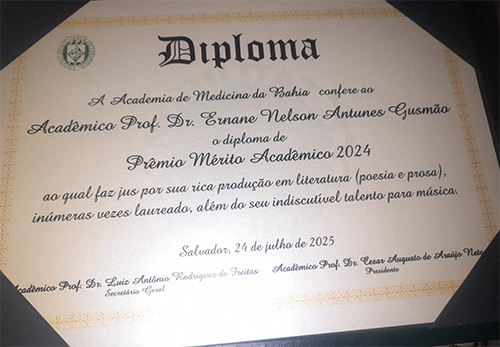 Diploma
A Academia de Medicina da Bahia confere ao
Acadêmico Prof. Dr. Ernane Nelson Antunes Gusmão
o diploma de
Prêmio Mérito Acadêmico 2024
ao qual faz jus por sua rica produção em literatura (poesia e prosa),
inúmeras vezes laureado, além do seu indiscutível talento para música.
Salvador, 24 de julho de 2025
Acadêmico Prof. Dr. Luiz Antônio Rodrigues de Freitas
Secretário Geral
Acadêmico Prof. Dr. Cesar Augusto de Araújo Neto
Presidente